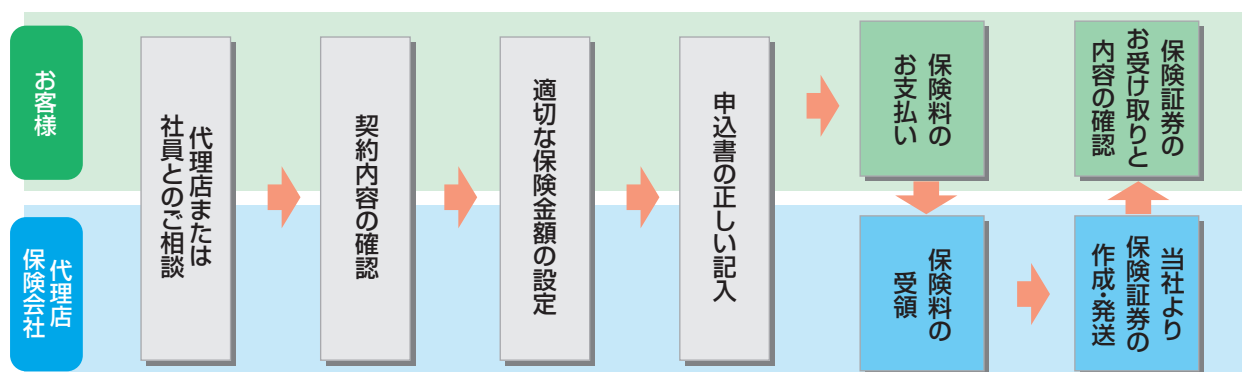 お客様
代理店
保険会社
代理店または
社員とのご相談
契約内容の確認
適切な保険金額の設定
申込書の正しい記入
保険料の
お支払い
保険料の
受領
当社より
保険証券の
作成・発送
保険証券の
お受け取りと
内容の確認